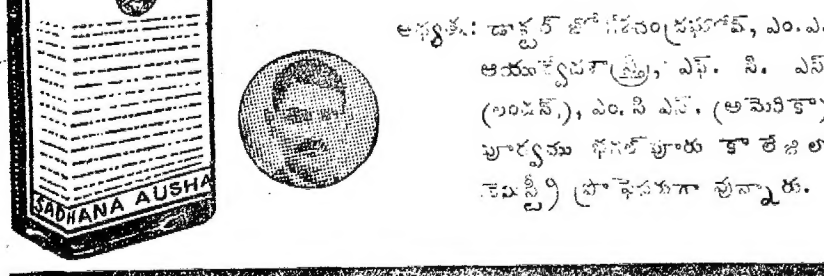 SADHANA AUSHA
అధ్యక్ష: డాక్టర్ జోగేశచంద్రఘోష్, ఎం.ఎ.
ఆయుర్వేదశాస్త్రి, ఎఫ్. సి. ఎస్
(లండన్), ఎం. సి ఎస్. (అమెరికా)
పూర్వము భగల్‌పూరు కాలేజిలో
కెమిస్ట్రీ ప్రొఫెసరుగా వున్నారు.